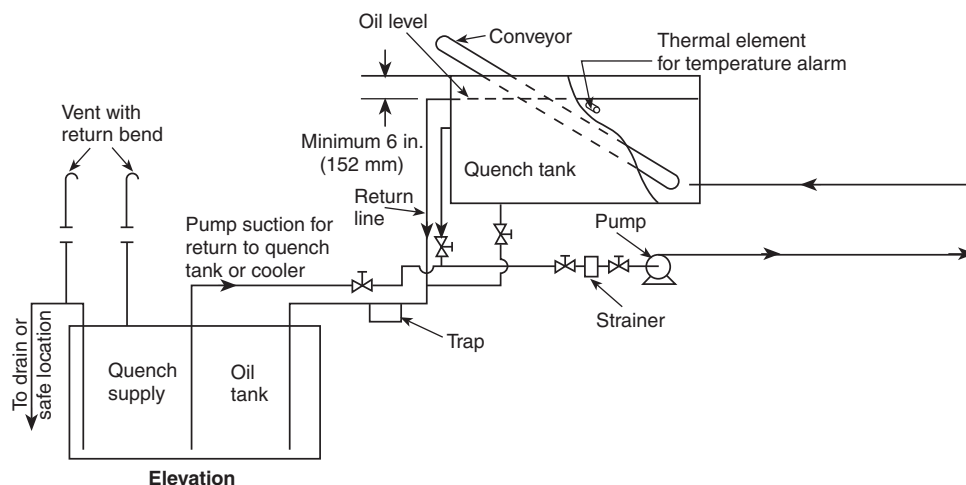 Oil level
Conveyor
Thermal element
for temperature alarm
Vent with
return bend
Minimum 6 in.
(152 mm)
Quench tank
Return
line
Pump suction for
return to quench
tank or cooler
Pump
Strainer
Trap
To drain or
safe location
Quench
supply
Oil
tank
Elevation